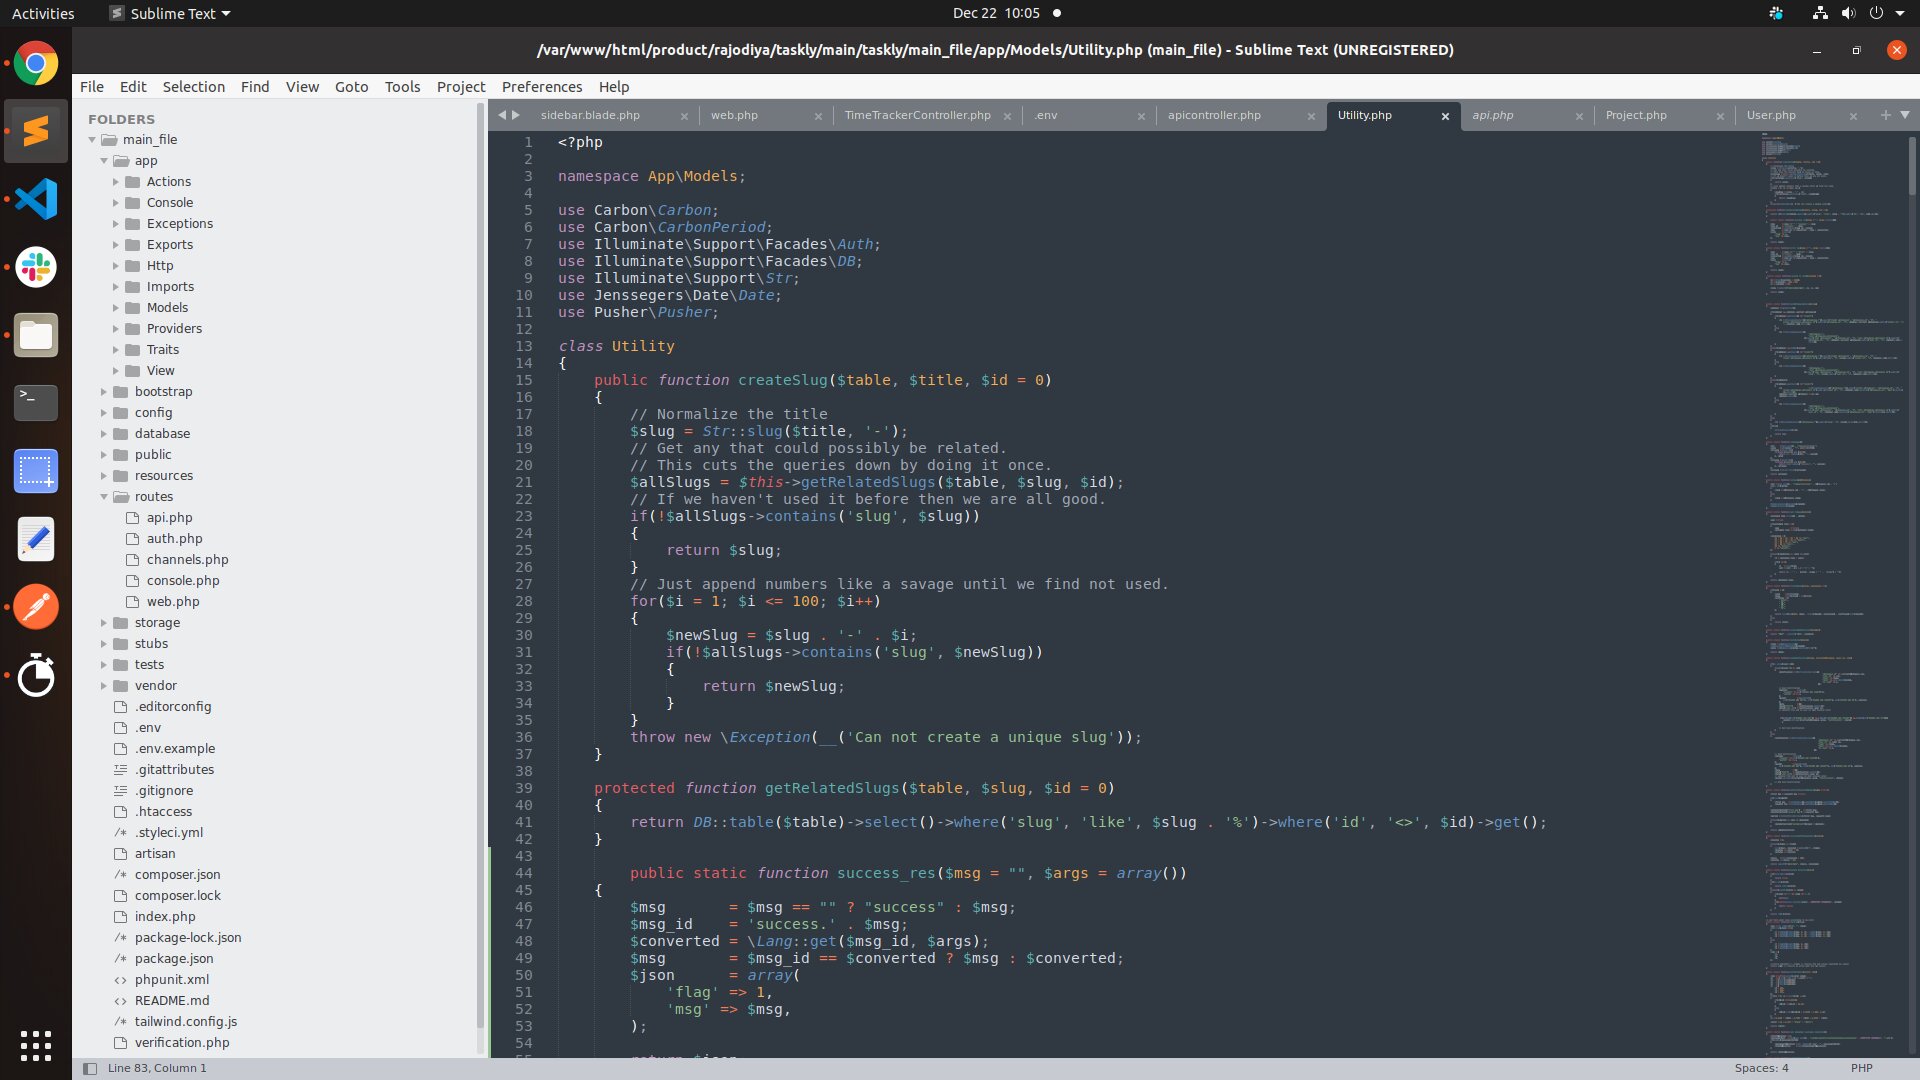 Activities
Sublime Text
Dec 22 10:05
/var/www/html/product/rajodiya/taskly/main/taskly/main_file/app/Models/Utility.php (main_file) - Sublime Text (UNREGISTERED)
File Edit Selection Find View Goto Tools Project Preferences Help
FOLDERS
main_file
app
Actions
Console
Exceptions
Exports
Http
Imports
Models
Providers
Traits
View
bootstrap
config
database
public
resources
routes
api.php
auth.php
channels.php
console.php
web.php
storage
stubs
tests
vendor
.editorconfig
.env
.env.example
.gitattributes
.gitignore
.htaccess
/* .styleci.yml
artisan
/* composer.json
composer.lock
index.php
/* package-lock.json
/* package.json
<> phpunit.xml
<> README.md
/* tailwind.config.js
verification.php
sidebar.blade.php × web.php × TimeTrackerController.php × .env × apicontroller.php × Utility.php × api.php × Project.php × User.php × +
1 <?php
2
3 namespace App\Models;
4
5 use Carbon\Carbon;
6 use Carbon\CarbonPeriod;
7 use Illuminate\Support\Facades\Auth;
8 use Illuminate\Support\Facades\DB;
9 use Illuminate\Support\Str;
10 use Jenssegers\Date\Date;
11 use Pusher\Pusher;
12
13 class Utility
14 {
15 public function createSlug($table, $title, $id = 0)
16 {
17 // Normalize the title
18 $slug = Str::slug($title, '-');
19 // Get any that could possibly be related.
20 // This cuts the queries down by doing it once.
21 $allSlugs = $this->getRelatedSlugs($table, $slug, $id);
22 // If we haven't used it before then we are all good.
23 if(!$allSlugs->contains('slug', $slug))
24 {
25 return $slug;
26 }
27 // Just append numbers like a savage until we find not used.
28 for($i = 1; $i <= 100; $i++)
29 {
30 $newSlug = $slug . '-' . $i;
31 if(!$allSlugs->contains('slug', $newSlug))
32 {
33 return $newSlug;
34 }
35 }
36 throw new \Exception(__('Can not create a unique slug'));
37 }
38
39 protected function getRelatedSlugs($table, $slug, $id = 0)
40 {
41 return DB::table($table)->select()->where('slug', 'like', $slug . '%')->where('id', '<>', $id)->get();
42 }
43
44 public static function success_res($msg = "", $args = array())
45 {
46 $msg = $msg == "" ? "success" : $msg;
47 $msg_id = 'success.' . $msg;
48 $converted = \Lang::get($msg_id, $args);
49 $msg = $msg_id == $converted ? $msg : $converted;
50 $json = array(
51 'flag' => 1,
52 'msg' => $msg,
53 );
54
55 return $json
Line 83, Column 1
Spaces: 4
PHP